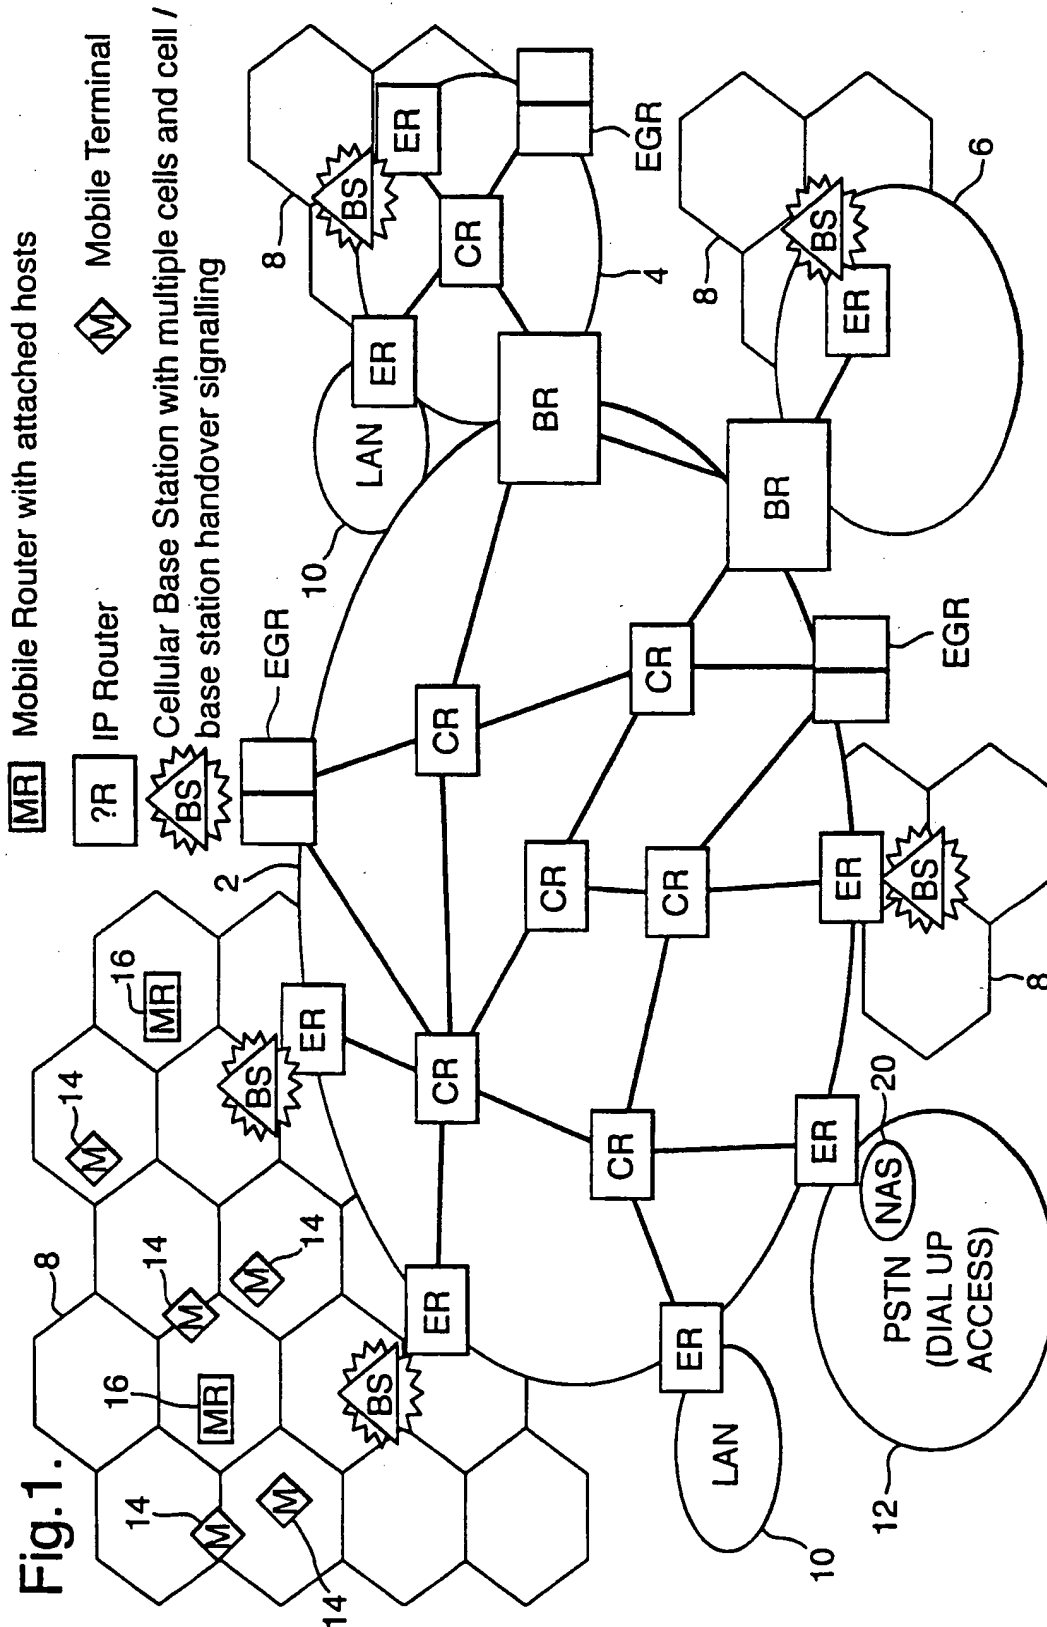 Fig.1.
MR Mobile Router with attached hosts
?R IP Router
M Mobile Terminal
BS Cellular Base Station with multiple cells and cell /
base station handover signalling
8
14
M
14
M
14
M
14
M
14
M
16
MR
16
MR
BS
BS
ER
ER
2
EGR
10
LAN
ER
8
BS
ER
CR
EGR
4
BR
CR
CR
CR
CR
CR
CR
BR
8
BS
ER
6
EGR
ER
BS
8
ER
20
NAS
PSTN
(DIAL UP
ACCESS)
12
ER
LAN
10